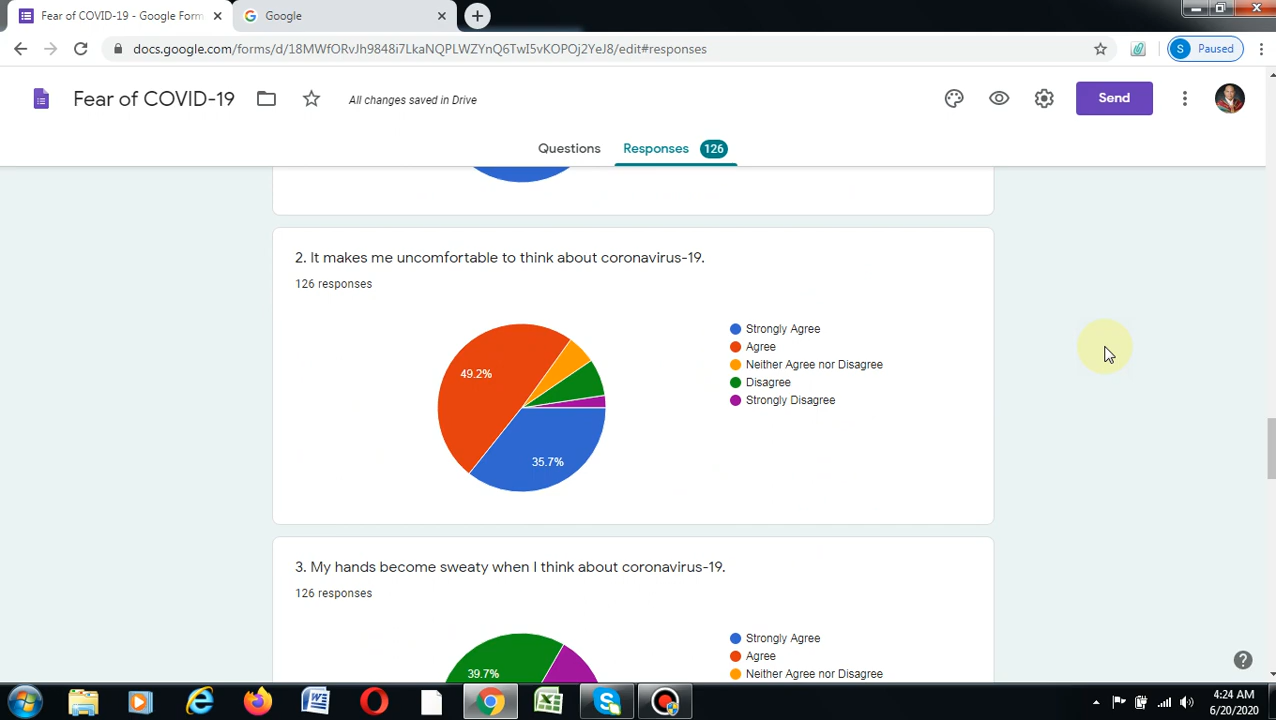 Fear of COVID-19 - Google Form
Google
docs.google.com/forms/d/18MWfORvJh9848i7LkaNQPLWZYnQ6TwI5vKOPOj2YeJ8/edit#responses
S Paused
Fear of COVID-19
All changes saved in Drive
Send
Questions
Responses 126
2. It makes me uncomfortable to think about coronavirus-19.
126 responses
49.2%
35.7%
Strongly Agree
Agree
Neither Agree nor Disagree
Disagree
Strongly Disagree
3. My hands become sweaty when I think about coronavirus-19.
126 responses
39.7%
Strongly Agree
Agree
Neither Agree nor Disagree
4:24 AM
6/20/2020